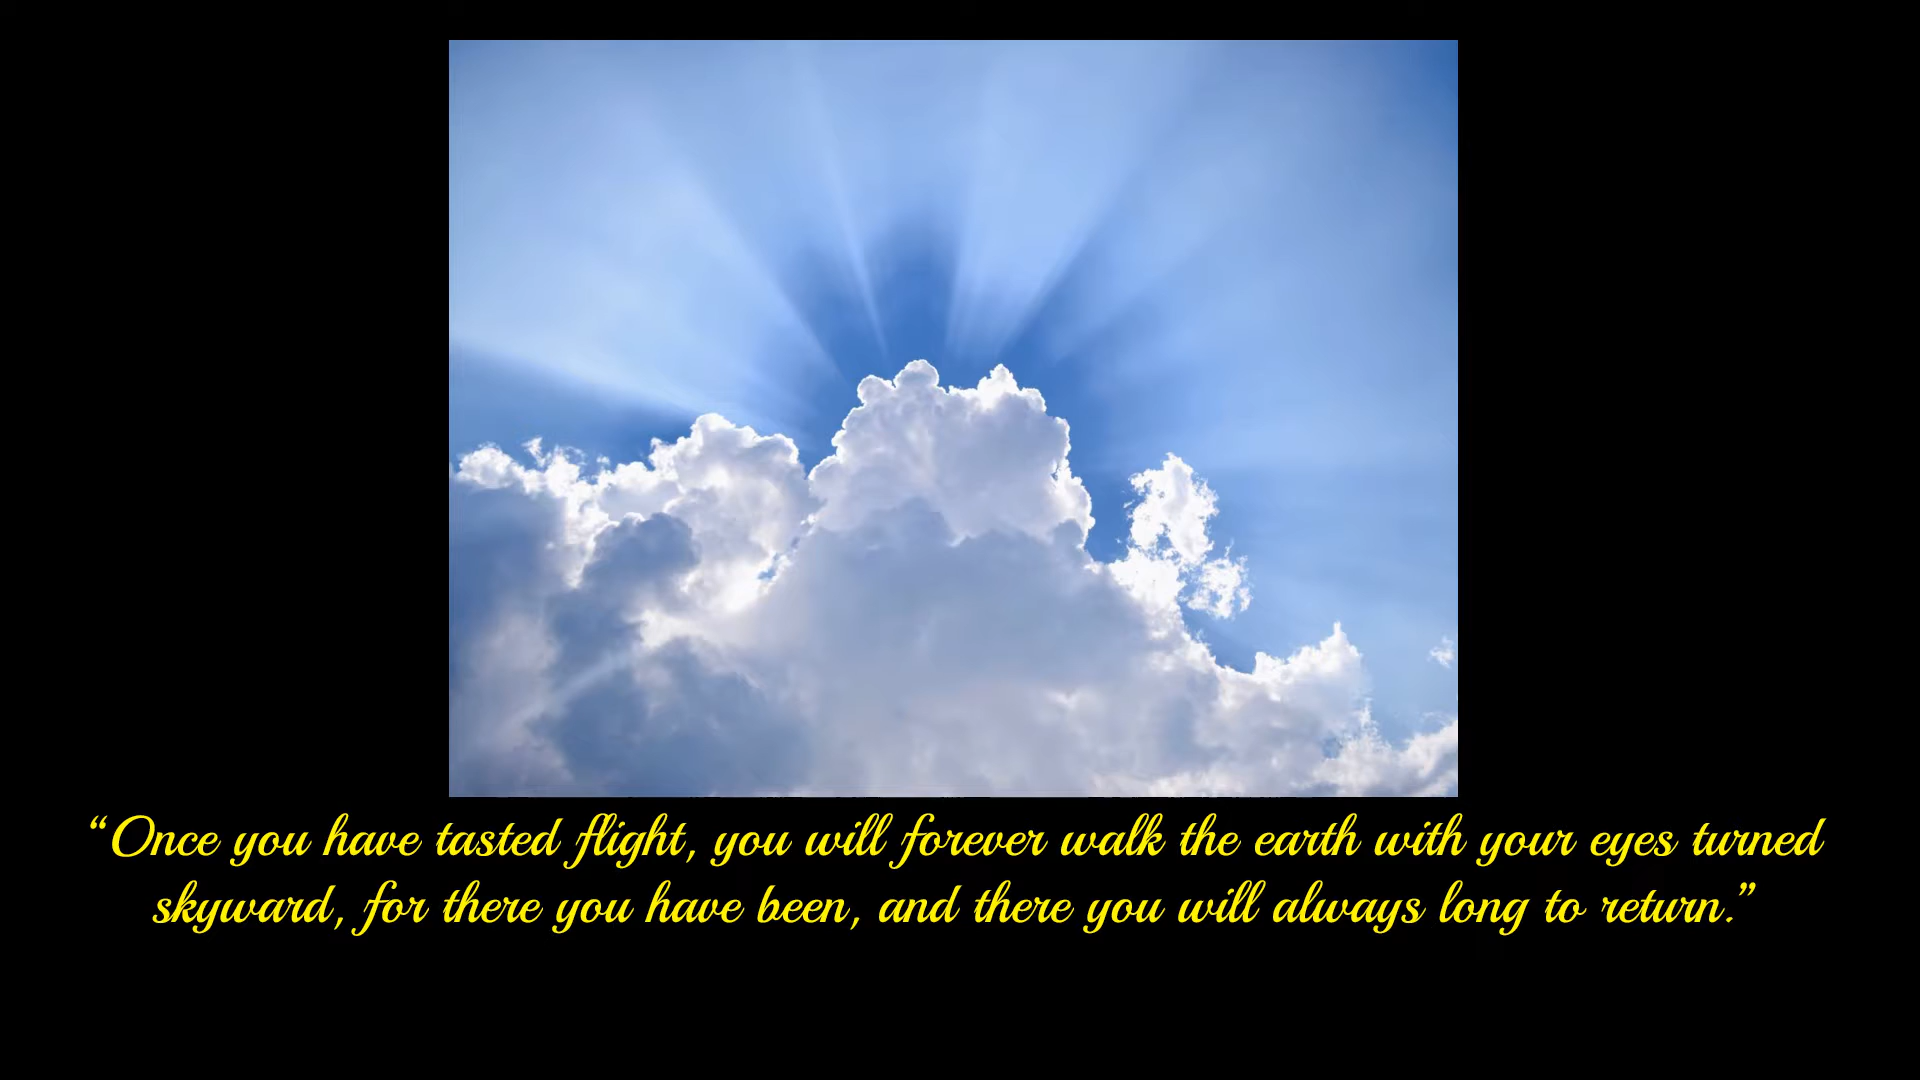 “Once you have tasted flight, you will forever walk the earth with your eyes turned
skyward, for there you have been, and there you will always long to return.”